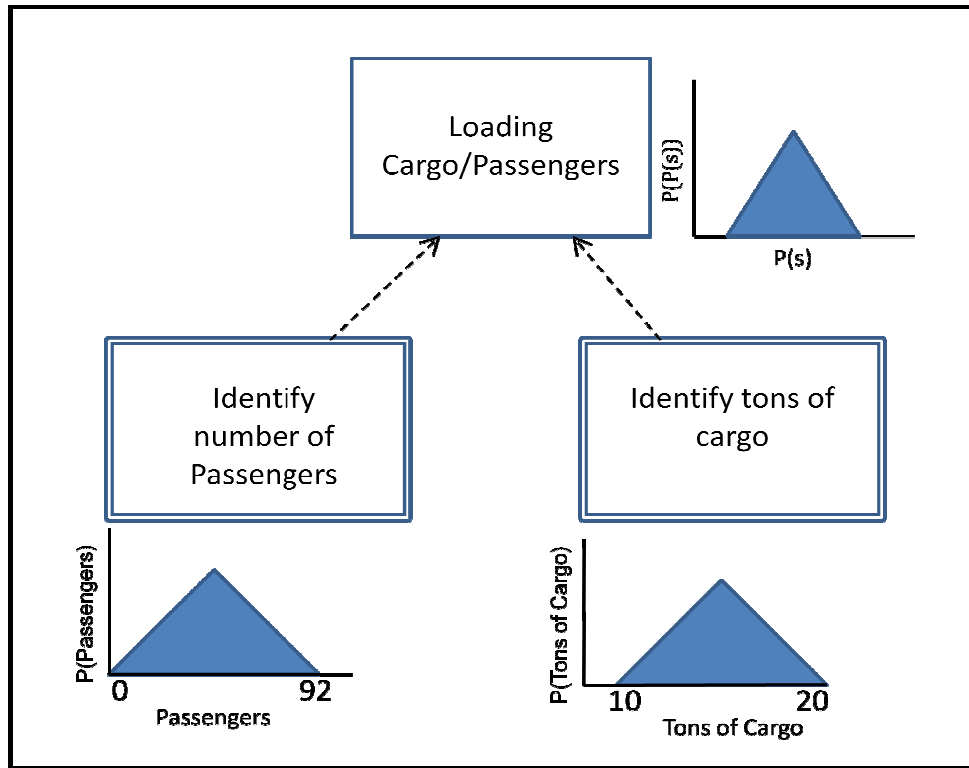 Loading
Cargo/Passengers
P(P(s))
P(s)
Identify
number of
Passengers
Identify tons of
cargo
P(Passengers)
0
92
Passengers
P(Tons of Cargo)
10
20
Tons of Cargo